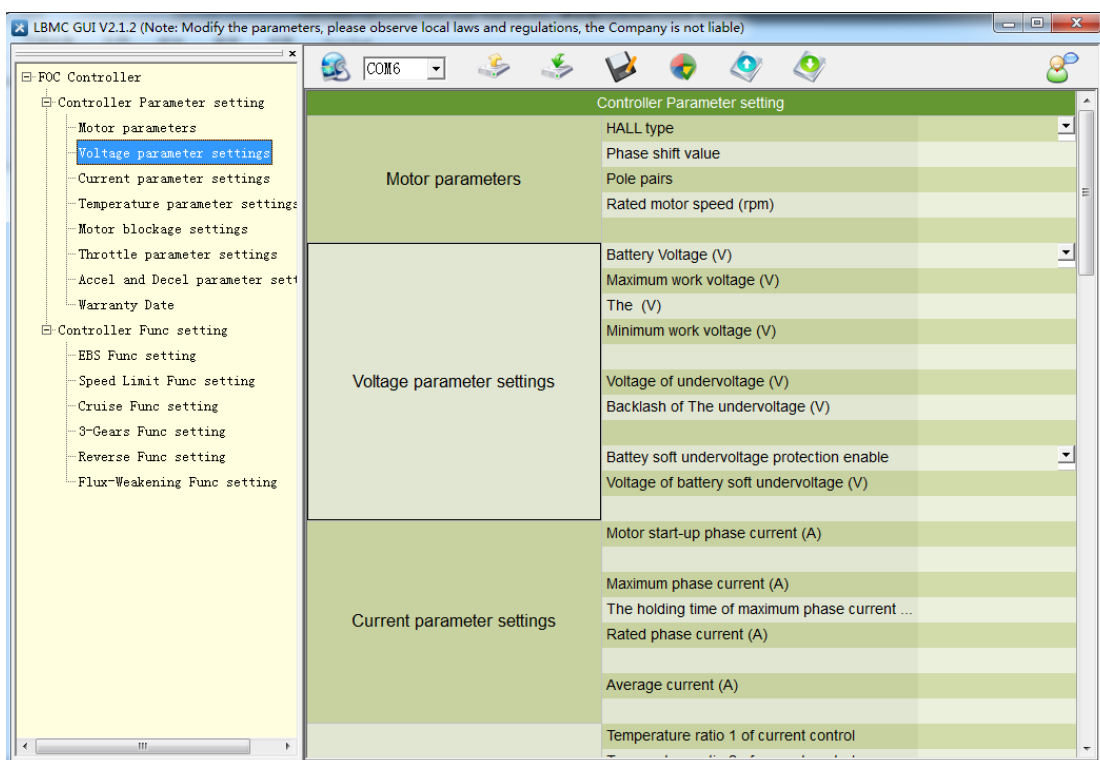 LBMC GUI V2.1.2 (Note: Modify the parameters, please observe local laws and regulations, the Company is not liable)
FOC Controller
Controller Parameter setting
Motor parameters
Voltage parameter settings
Current parameter settings
Temperature parameter settings
Motor blockage settings
Throttle parameter settings
Accel and Decel parameter sett
Warranty Date
Controller Func setting
EBS Func setting
Speed Limit Func setting
Cruise Func setting
3-Gears Func setting
Reverse Func setting
Flux-Weakening Func setting
COM6
Controller Parameter setting
Motor parameters
HALL type
Phase shift value
Pole pairs
Rated motor speed (rpm)
Voltage parameter settings
Battery Voltage (V)
Maximum work voltage (V)
The (V)
Minimum work voltage (V)
Voltage of undervoltage (V)
Backlash of The undervoltage (V)
Battey soft undervoltage protection enable
Voltage of battery soft undervoltage (V)
Current parameter settings
Motor start-up phase current (A)
Maximum phase current (A)
The holding time of maximum phase current ...
Rated phase current (A)
Average current (A)
Temperature ratio 1 of current control